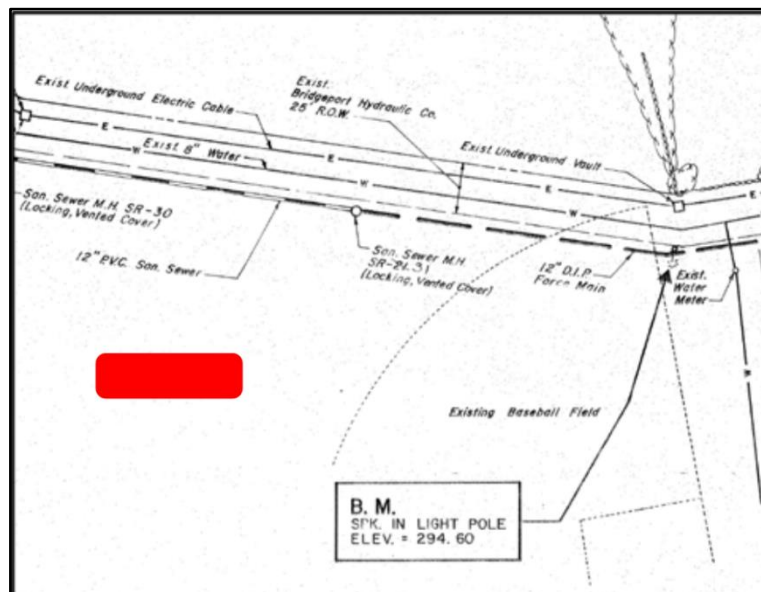 Exist. Underground Electric Cable
Exist.
Bridgeport Hydraulic Co.
25' R.O.W.
Exist. 8" Water
Exist. Underground Vault
E
E
E
E
W
W
W
W
San. Sewer M.H. SR-30
(Locking, Vented Cover)
12" P.V.C. San. Sewer
San. Sewer M.H.
(Locking, Vented Cover)
12" D.I.P.
Force Main
Exist.
Water
Meter
Existing Baseball Field
B. M.
SPK. IN LIGHT POLE
ELEV. = 294.60